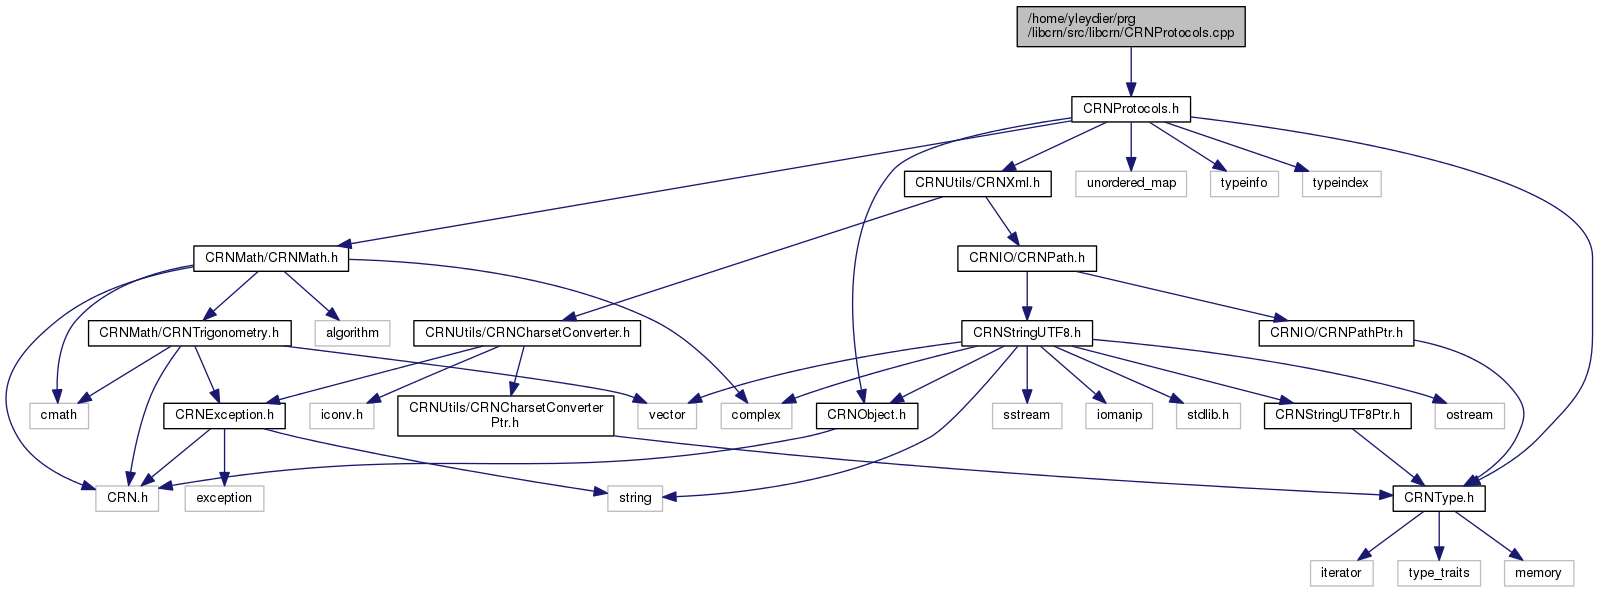 /home/yleydier/prg
/libcrn/src/libcrn/CRNProtocols.cpp
CRNProtocols.h
CRNUtils/CRNXml.h
unordered_map
typeinfo
typeindex
CRNMath/CRNMath.h
CRNIO/CRNPath.h
CRNMath/CRNTrigonometry.h
algorithm
CRNUtils/CRNCharsetConverter.h
CRNStringUTF8.h
CRNIO/CRNPathPtr.h
cmath
CRNException.h
iconv.h
CRNUtils/CRNCharsetConverter
Ptr.h
vector
complex
CRNObject.h
sstream
iomanip
stdlib.h
CRNStringUTF8Ptr.h
ostream
CRN.h
exception
string
CRNType.h
iterator
type_traits
memory